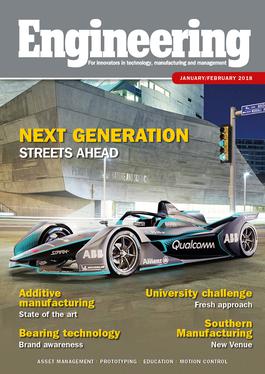 Engineering
For innovators in technology, manufacturing and management
JANUARY/FEBRUARY 2018
NEXT GENERATION
STREETS AHEAD
ABB
Qualcomm
ABB
Allianz
Additive
manufacturing
State of the art
University challenge
Fresh approach
Bearing technology
Brand awareness
Southern
Manufacturing
New Venue
ASSET MANAGEMENT | PROTOTYPING | EDUCATION | MOTION CONTROL